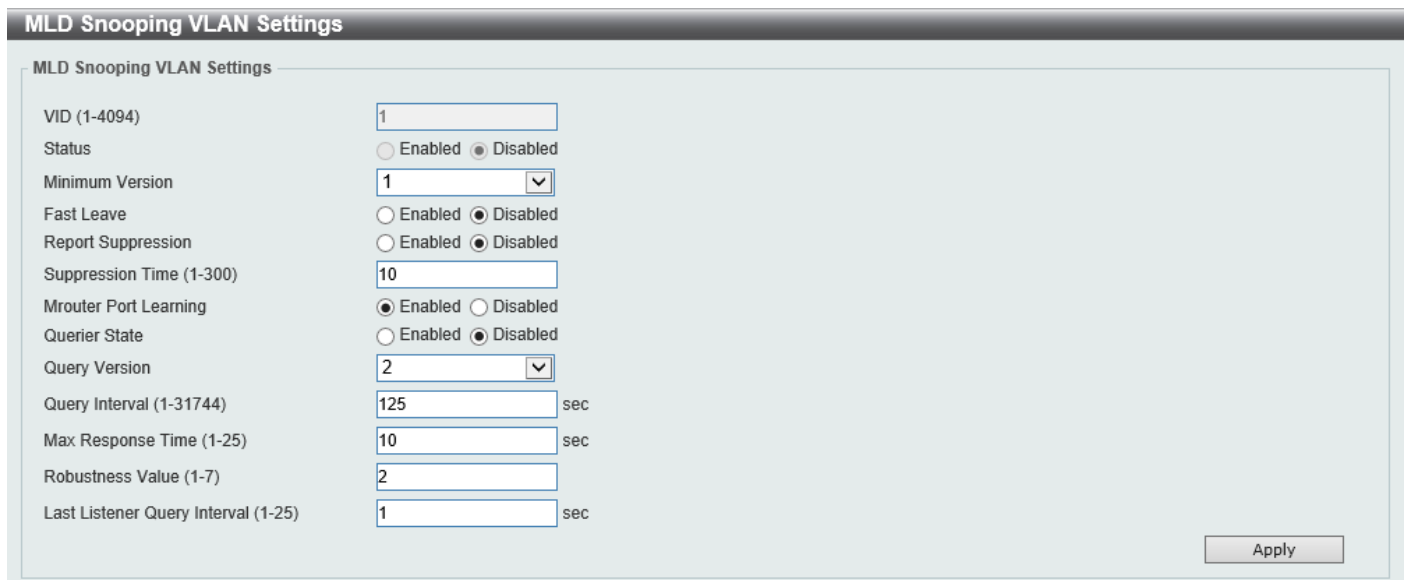 MLD Snooping VLAN Settings
MLD Snooping VLAN Settings
VID (1-4094) 1
Status Enabled Disabled
Minimum Version 1
Fast Leave Enabled Disabled
Report Suppression Enabled Disabled
Suppression Time (1-300) 10
Mrouter Port Learning Enabled Disabled
Querier State Enabled Disabled
Query Version 2
Query Interval (1-31744) 125 sec
Max Response Time (1-25) 10 sec
Robustness Value (1-7) 2
Last Listener Query Interval (1-25) 1 sec
Apply